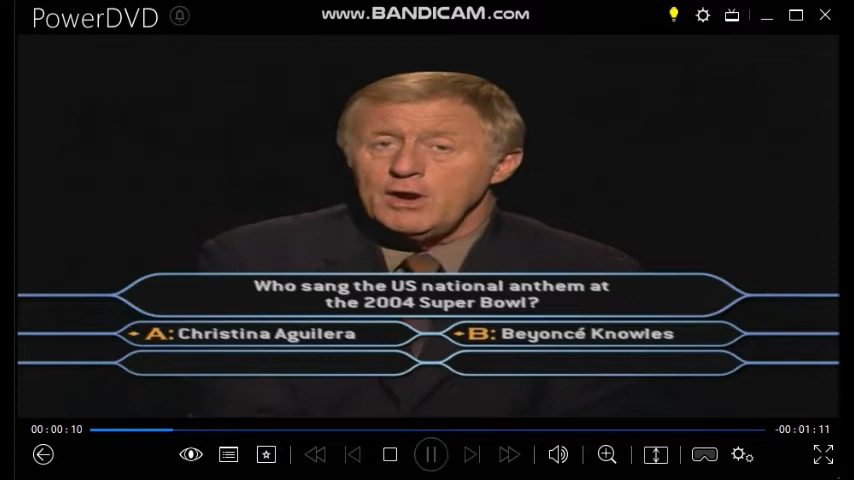 PowerDVD
www.BANDICAM.com
Who sang the US national anthem at
the 2004 Super Bowl?
A: Christina Aguilera
B: Beyoncé Knowles
00:00:10
-00:01:11